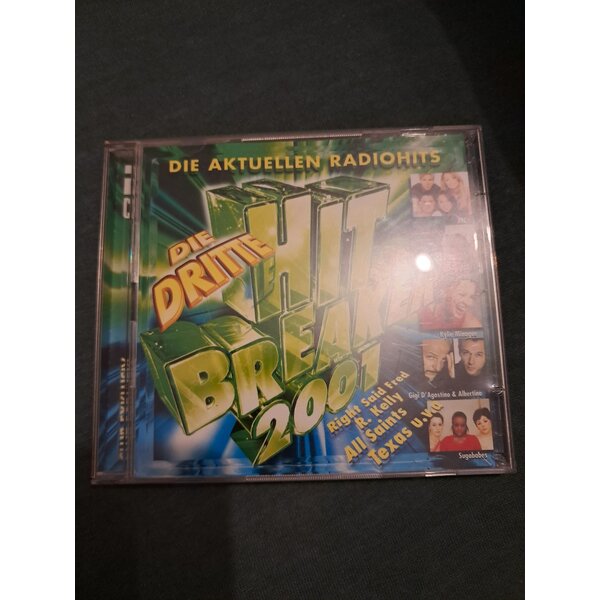 DIE AKTUELLEN RADIOHITS
DIE
DRITTE
HIT
BREAKER
2001
Kylie Minogue
Gigi D'Agostino & Albertino
Sugababes
Right Said Fred
R. Kelly
All Saints
Texas u.v.a.